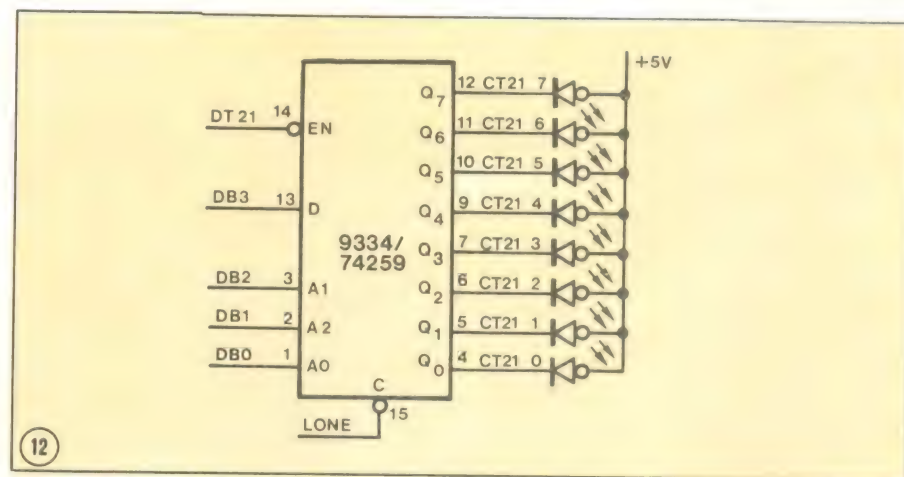 +5V
Q7 12 CT21 7
DT21 14 EN
Q6 11 CT21 6
Q5 10 CT21 5
DB3 13 D
Q4 9 CT21 4
9334/
74259
Q3 7 CT21 3
DB2 3 A1
Q2 6 CT21 2
DB1 2 A2
Q1 5 CT21 1
DB0 1 A0
Q0 4 CT21 0
C
15
LONE
12